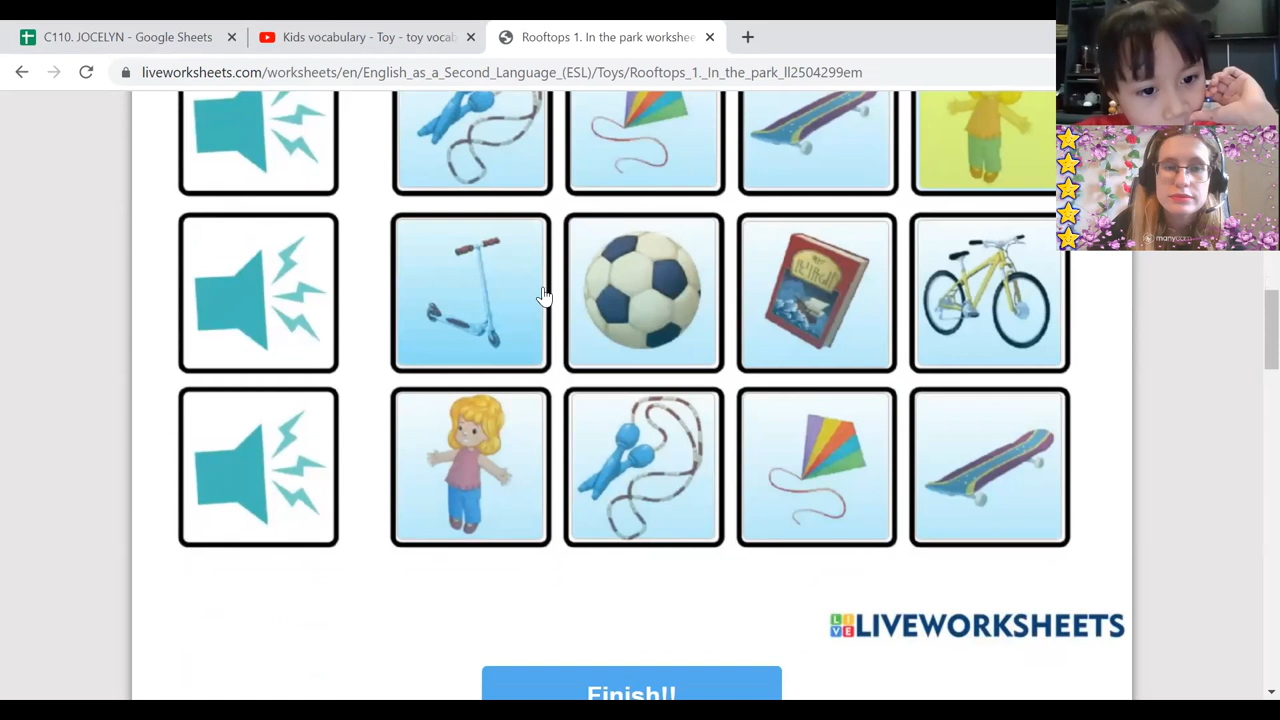 C110. JOCELYN - Google Sheets
Kids vocabulary - Toy - toy vocab
Rooftops 1. In the park workshee
liveworksheets.com/worksheets/en/English_as_a_Second_Language_(ESL)/Toys/Rooftops_1._In_the_park_ll2504299em
manycam
LIVEWORKSHEETS
Finish!!